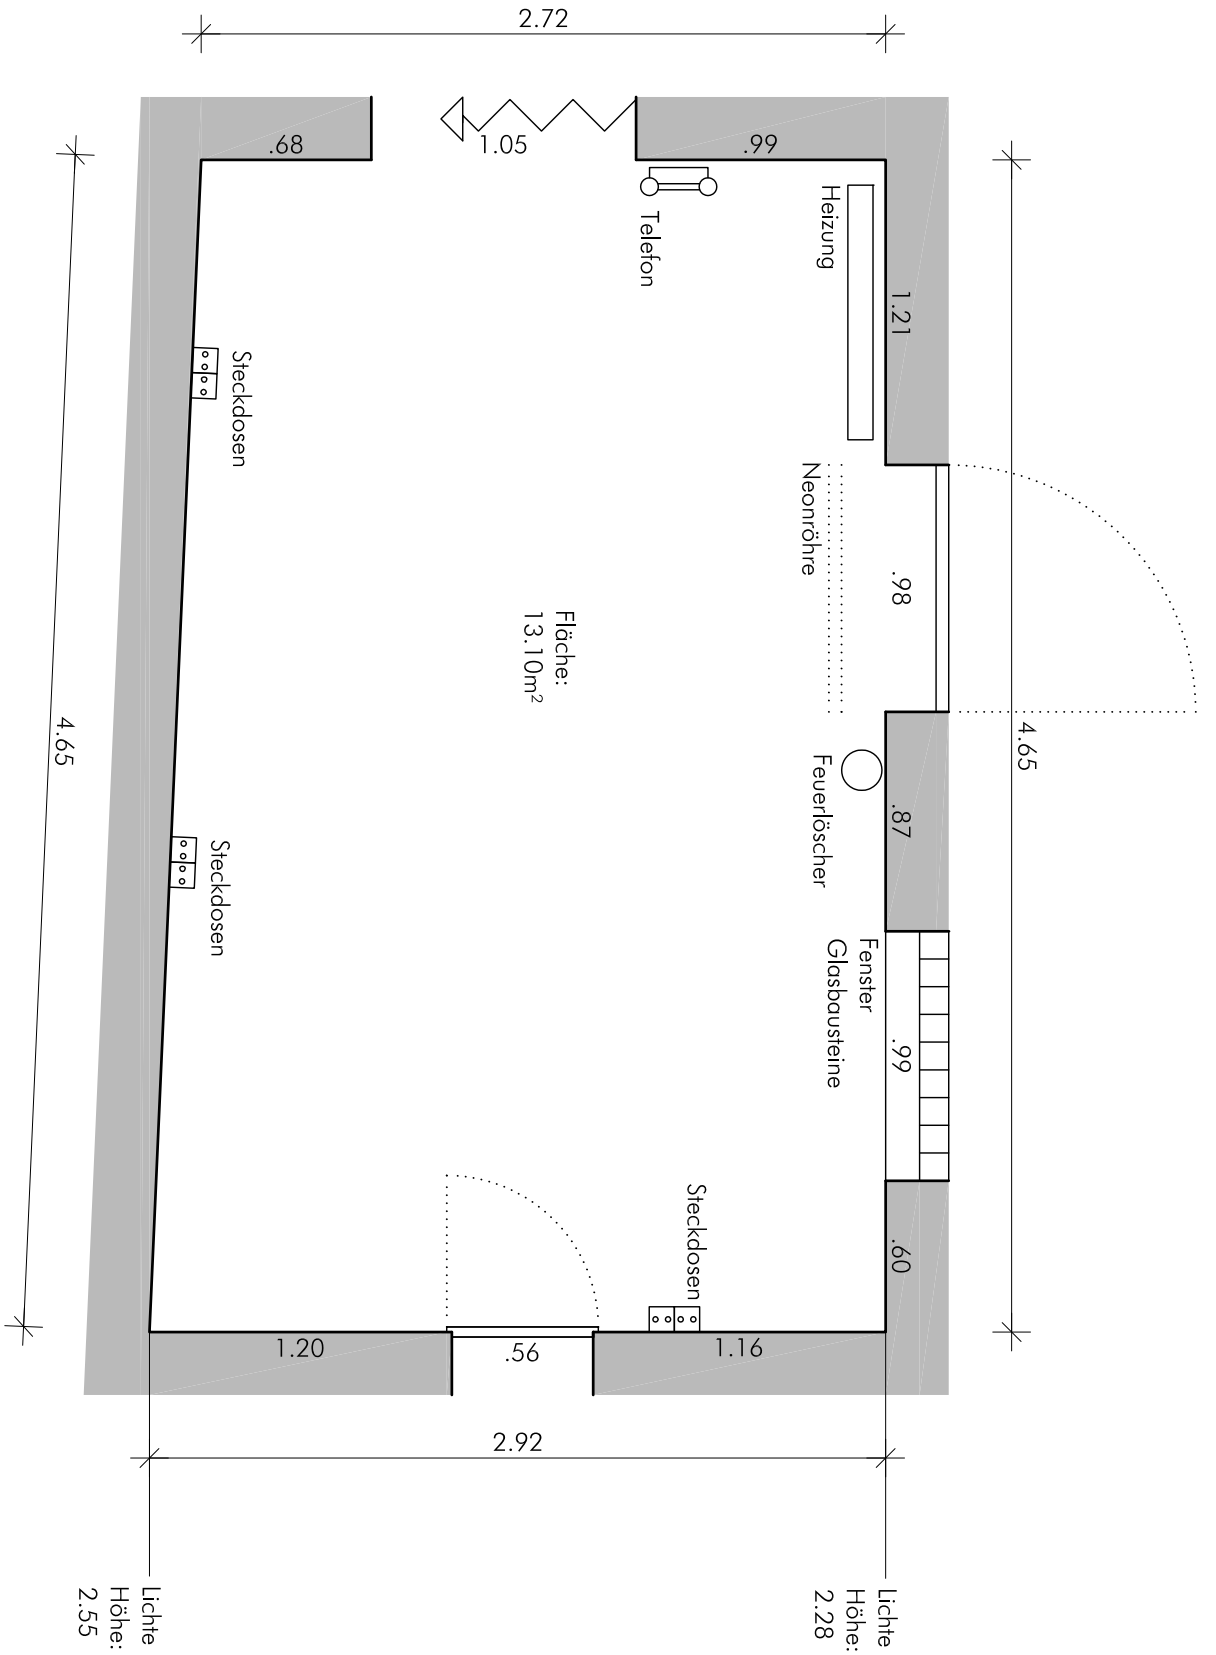 2.72
.68
1.05
.99
Telefon
Heizung
1.21
Steckdosen
Neonröhre
.98
Fläche:
13.10m²
4.65
4.65
Feuerlöscher
.87
Steckdosen
Fenster
Glasbausteine
.99
Steckdosen
.60
1.20
.56
1.16
2.92
Lichte
Höhe:
2.55
Lichte
Höhe:
2.28